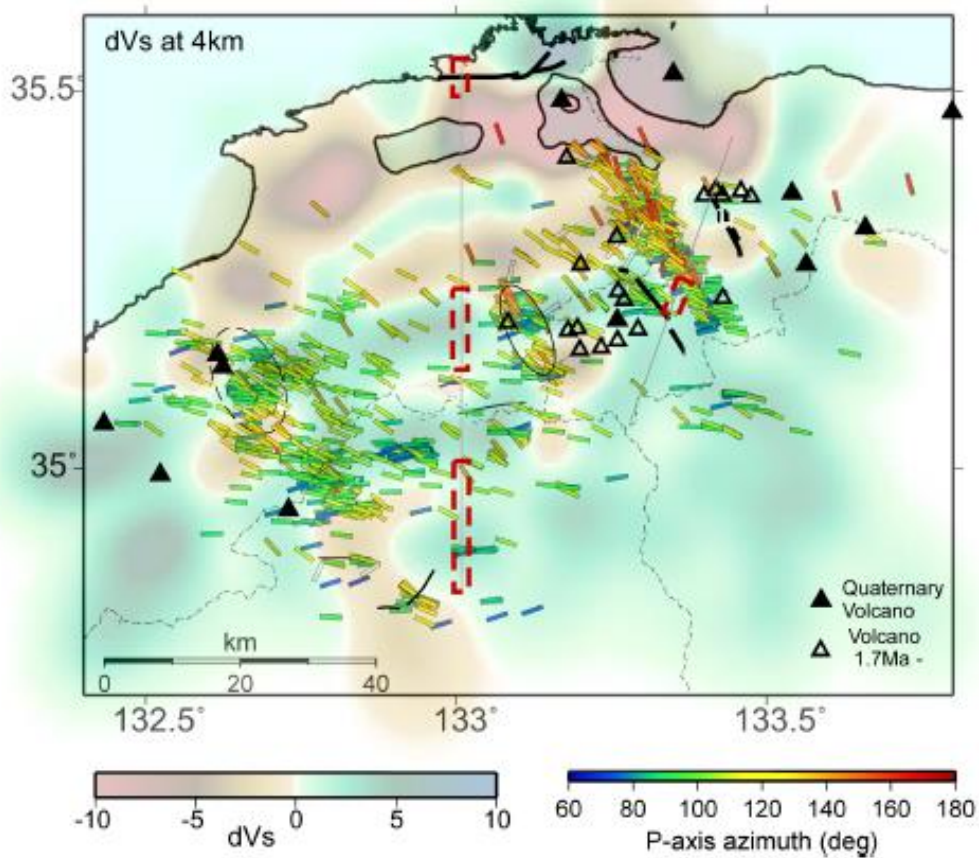 dVs at 4km
35.5˚
35˚
Quaternary
Volcano
Volcano
1.7Ma -
km
0 20 40
132.5˚ 133˚ 133.5˚
-10 -5 0 5 10
dVs
60 80 100 120 140 160 180
P-axis azimuth (deg)